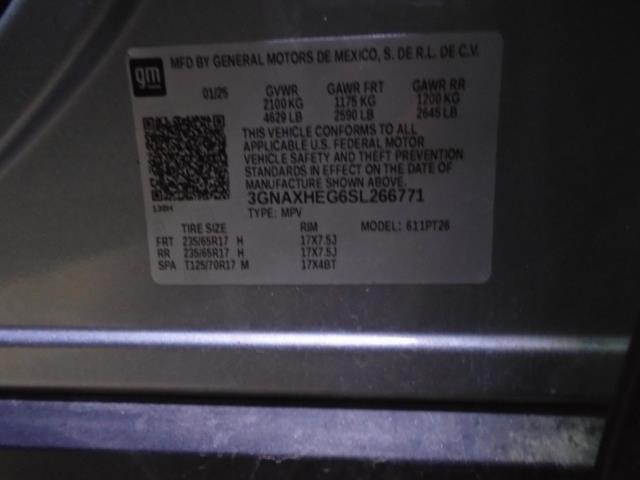 gm
MFD BY GENERAL MOTORS DE MEXICO, S. DE R.L. DE C.V.
01/25 GVWR GAWR FRT GAWR RR
2100 KG 1175 KG 1200 KG
4629 LB 2590 LB 2645 LB
THIS VEHICLE CONFORMS TO ALL
APPLICABLE U.S. FEDERAL MOTOR
VEHICLE SAFETY AND THEFT PREVENTION
STANDARDS IN EFFECT ON THE DATE OF
MANUFACTURE SHOWN ABOVE.
3GNAXHEG6SL266771
TYPE: MPV MODEL: 611PT26
TIRE SIZE RIM
FRT 235/65R17 H 17X7.5J
RR 235/65R17 H 17X7.5J
SPA T125/70R17 M 17X4BT